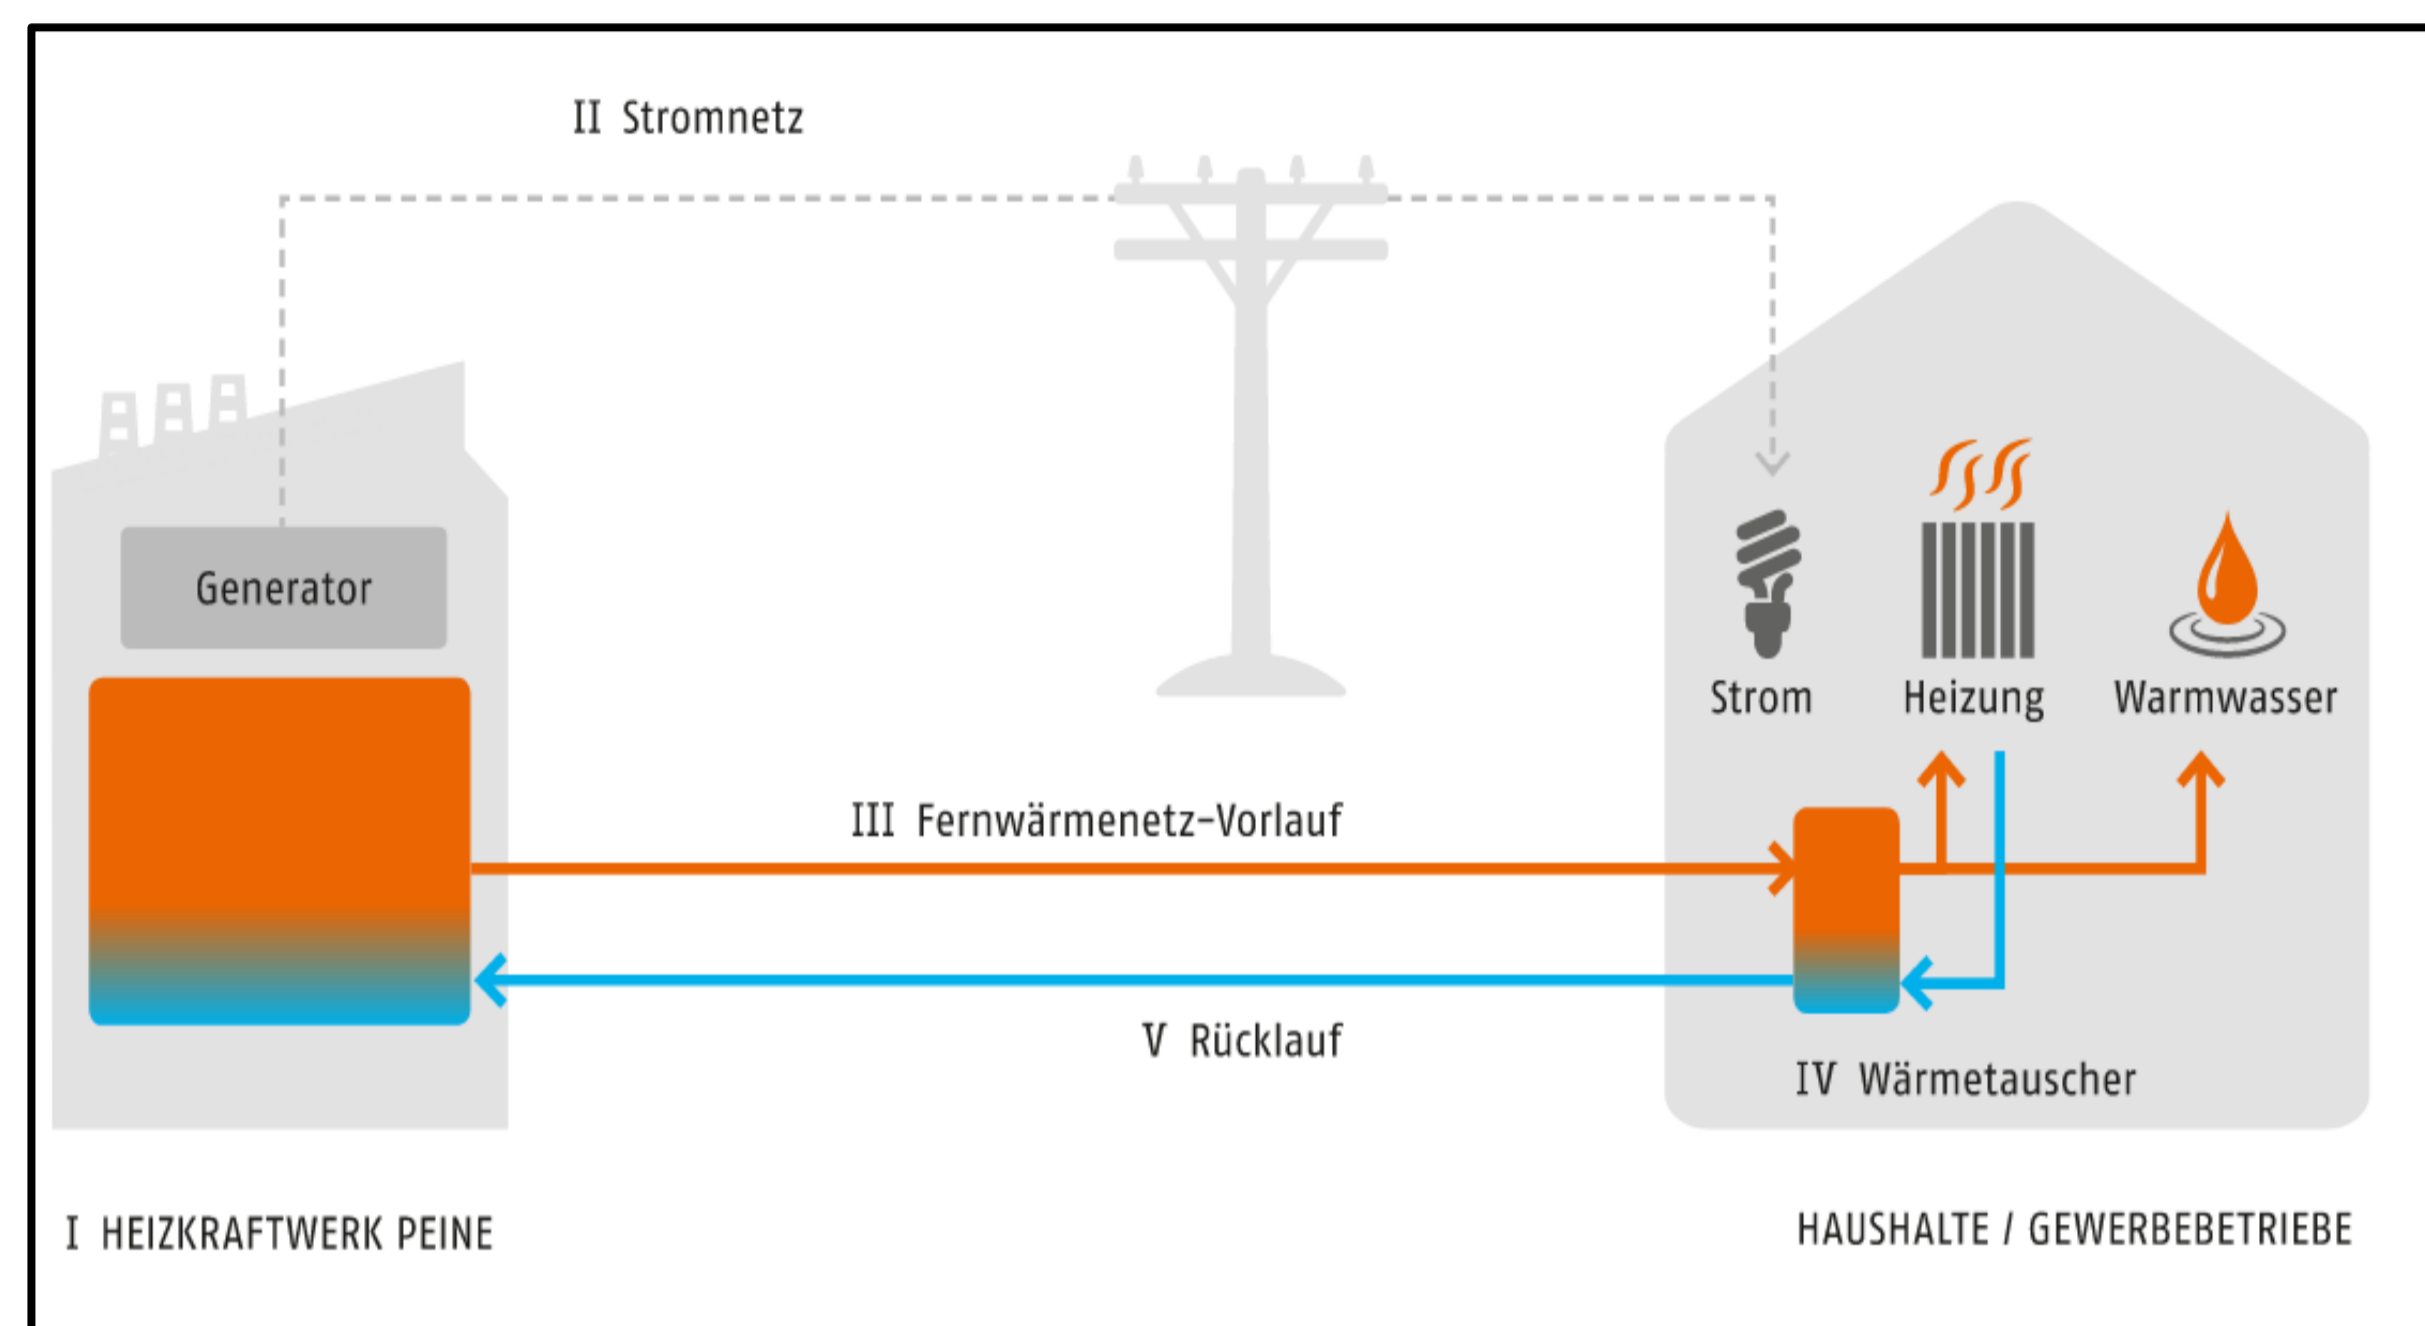 II Stromnetz
Generator
Strom
Heizung
Warmwasser
III Fernwärmenetz-Vorlauf
V Rücklauf
IV Wärmetauscher
I HEIZKRAFTWERK PEINE
HAUSHALTE / GEWERBEBETRIEBE